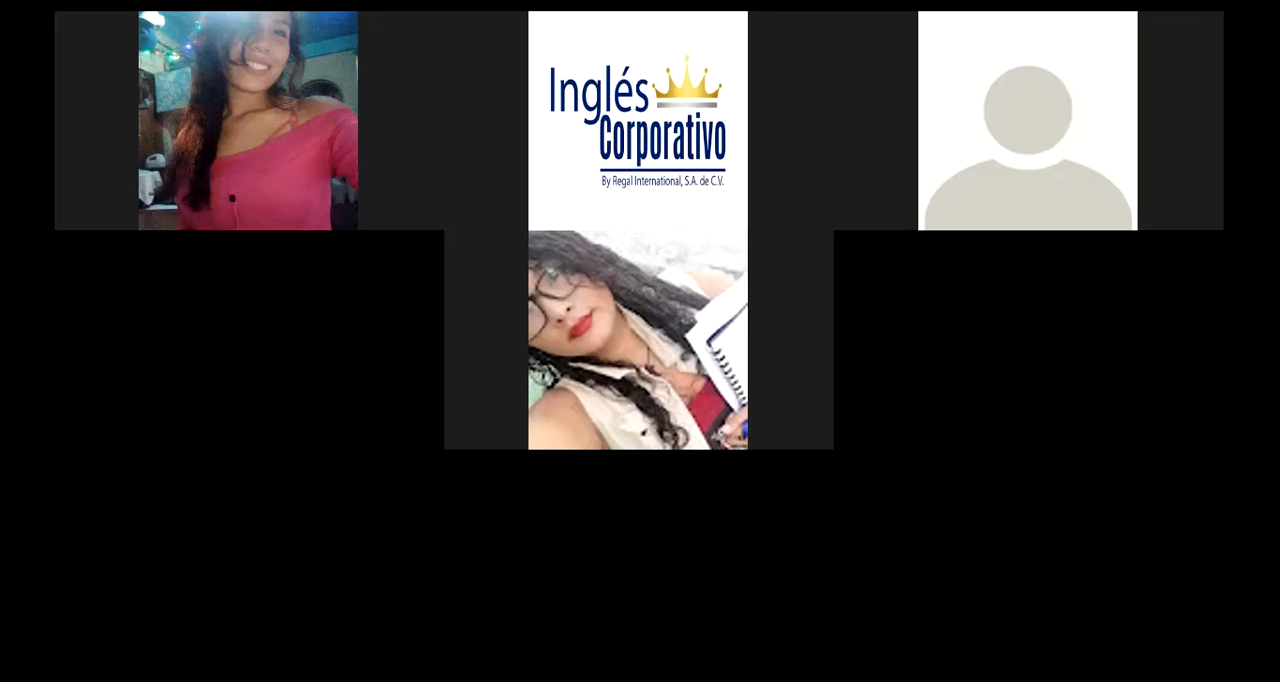 Inglés
Corporativo
By Regal International, S.A. de C.V.